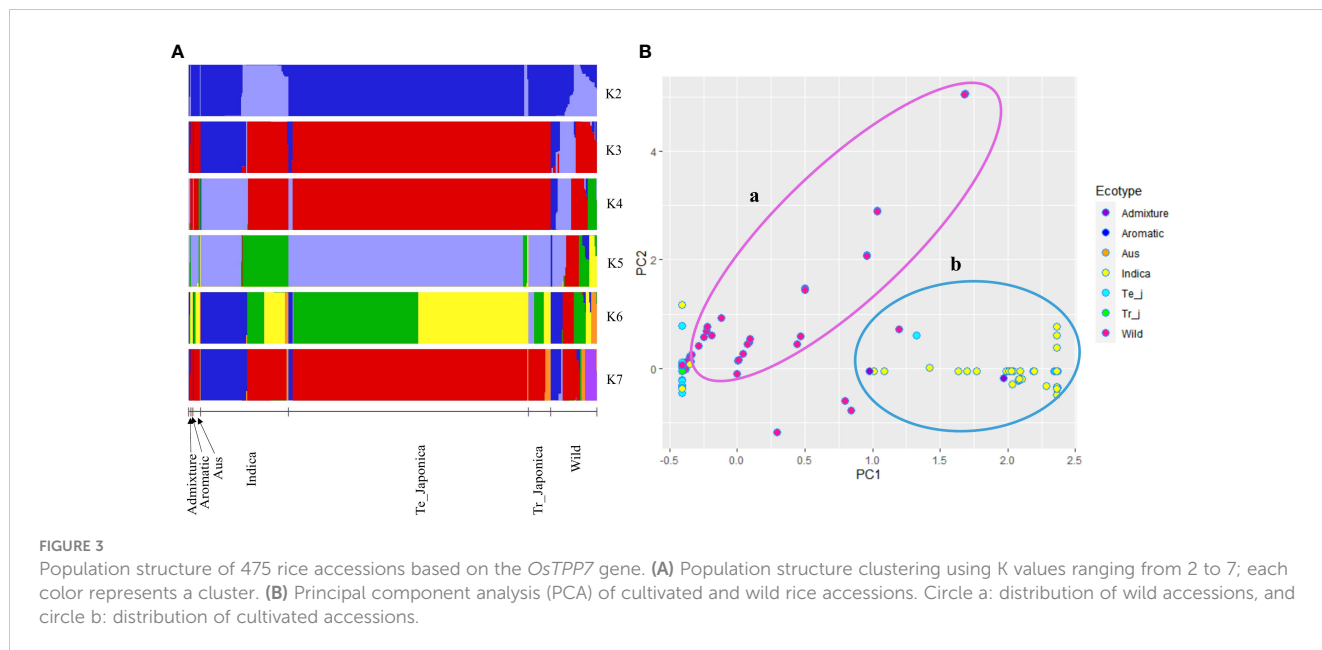 A
K2
K3
K4
K5
K6
K7
Admixture
Aromatic
Aus
Indica
Te_Japonica
Tr_Japonica
Wild
B
a
b
PC2
4
2
0
-0.5
0.0
0.5
1.0
1.5
2.0
2.5
PC1
Ecotype
Admixture
Aromatic
Aus
Indica
Te_j
Tr_j
Wild
FIGURE 3
Population structure of 475 rice accessions based on the OsTPP7 gene. (A) Population structure clustering using K values ranging from 2 to 7; each
color represents a cluster. (B) Principal component analysis (PCA) of cultivated and wild rice accessions. Circle a: distribution of wild accessions, and
circle b: distribution of cultivated accessions.